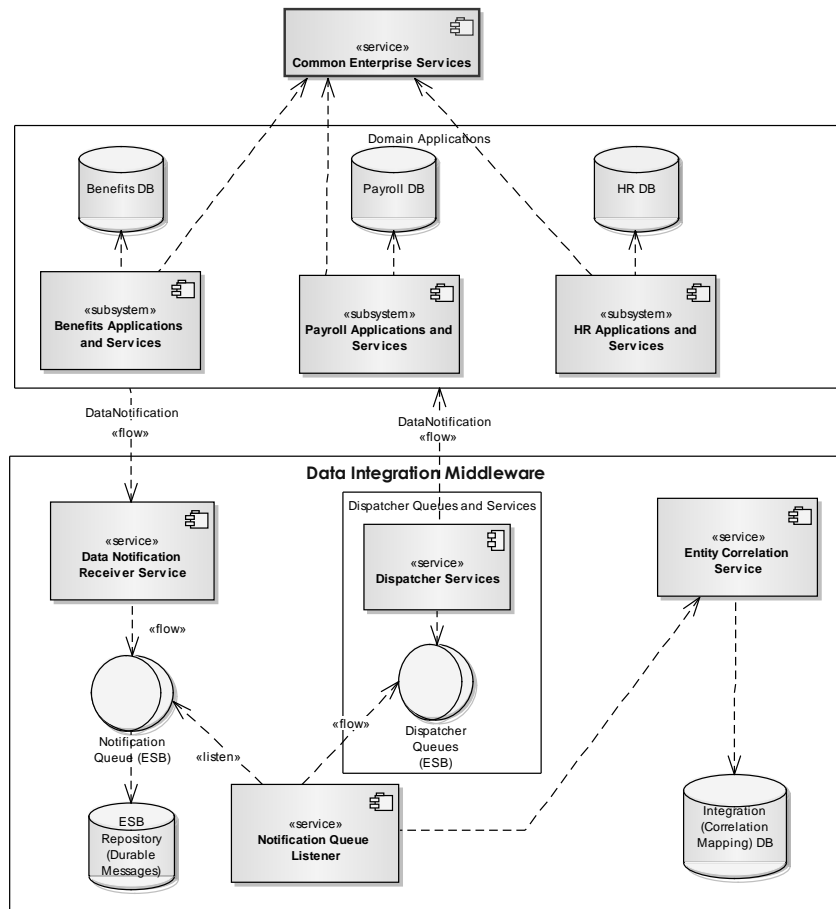 «service»
Common Enterprise Services
Domain Applications
Benefits DB
Payroll DB
HR DB
«subsystem»
Benefits Applications
and Services
«subsystem»
Payroll Applications and
Services
«subsystem»
HR Applications and
Services
DataNotification
«flow»
DataNotification
«flow»
Data Integration Middleware
Dispatcher Queues and Services
«service»
Data Notification
Receiver Service
«service»
Dispatcher Services
«service»
Entity Correlation
Service
«flow»
Notification
Queue (ESB)
«listen»
«flow»
Dispatcher
Queues
(ESB)
ESB
Repository
(Durable
Messages)
«service»
Notification Queue
Listener
Integration
(Correlation
Mapping) DB